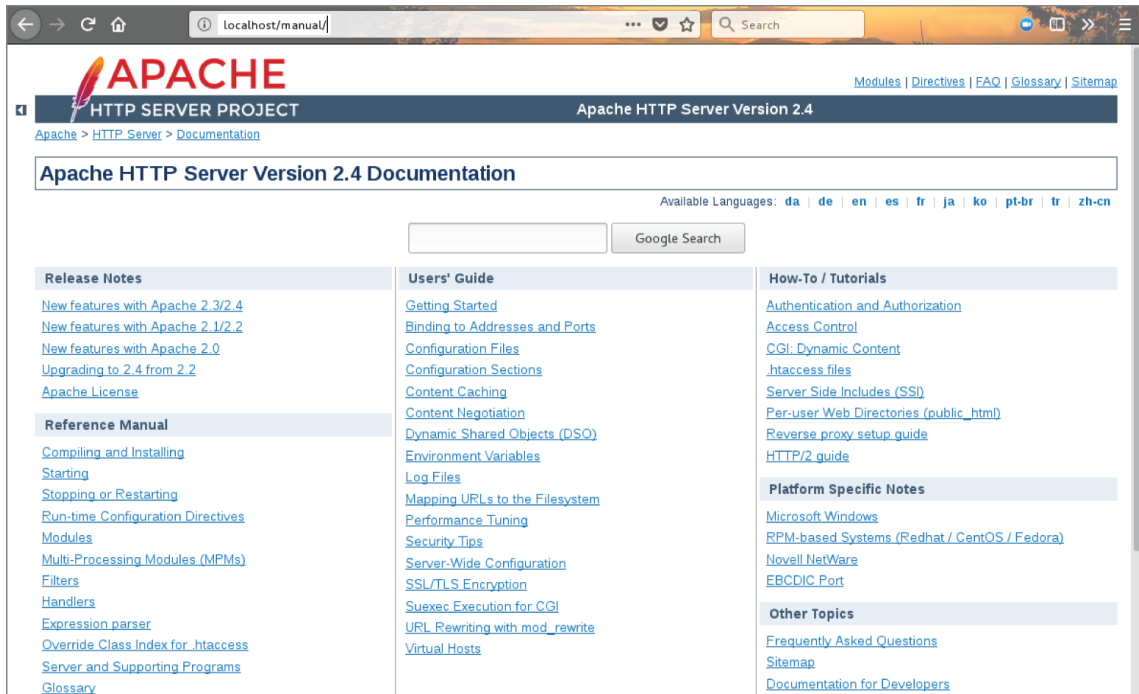 localhost/manual/
Search
APACHE
HTTP SERVER PROJECT
Modules | Directives | FAQ | Glossary | Sitemap
Apache HTTP Server Version 2.4
Apache > HTTP Server > Documentation
Apache HTTP Server Version 2.4 Documentation
Available Languages: da | de | en | es | fr | ja | ko | pt-br | tr | zh-cn
Google Search
Release Notes
New features with Apache 2.3/2.4
New features with Apache 2.1/2.2
New features with Apache 2.0
Upgrading to 2.4 from 2.2
Apache License
Reference Manual
Compiling and Installing
Starting
Stopping or Restarting
Run-time Configuration Directives
Modules
Multi-Processing Modules (MPMs)
Filters
Handlers
Expression parser
Override Class Index for .htaccess
Server and Supporting Programs
Glossary
Users' Guide
Getting Started
Binding to Addresses and Ports
Configuration Files
Configuration Sections
Content Caching
Content Negotiation
Dynamic Shared Objects (DSO)
Environment Variables
Log Files
Mapping URLs to the Filesystem
Performance Tuning
Security Tips
Server-Wide Configuration
SSL/TLS Encryption
Suexec Execution for CGI
URL Rewriting with mod_rewrite
Virtual Hosts
How-To / Tutorials
Authentication and Authorization
Access Control
CGI: Dynamic Content
.htaccess files
Server Side Includes (SSI)
Per-user Web Directories (public_html)
Reverse proxy setup guide
HTTP/2 guide
Platform Specific Notes
Microsoft Windows
RPM-based Systems (Redhat / CentOS / Fedora)
Novell NetWare
EBCDIC Port
Other Topics
Frequently Asked Questions
Sitemap
Documentation for Developers